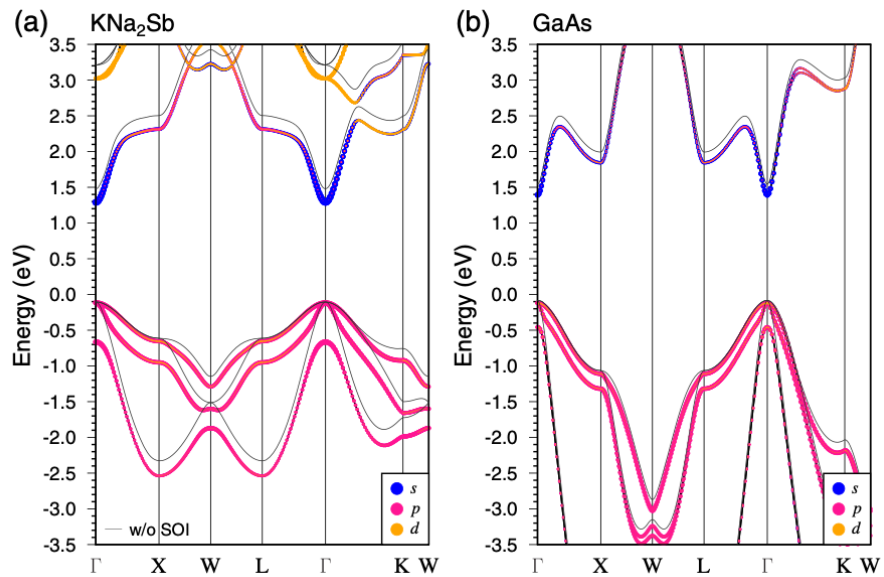 (a) KNa₂Sb
(b) GaAs
Energy (eV)
3.5
3.0
2.5
2.0
1.5
1.0
0.5
0.0
-0.5
-1.0
-1.5
-2.0
-2.5
-3.0
-3.5
w/o SOI
s
p
d
Γ X W L Γ K W
Energy (eV)
3.5
3.0
2.5
2.0
1.5
1.0
0.5
0.0
-0.5
-1.0
-1.5
-2.0
-2.5
-3.0
-3.5
s
p
d
Γ X W L Γ K W